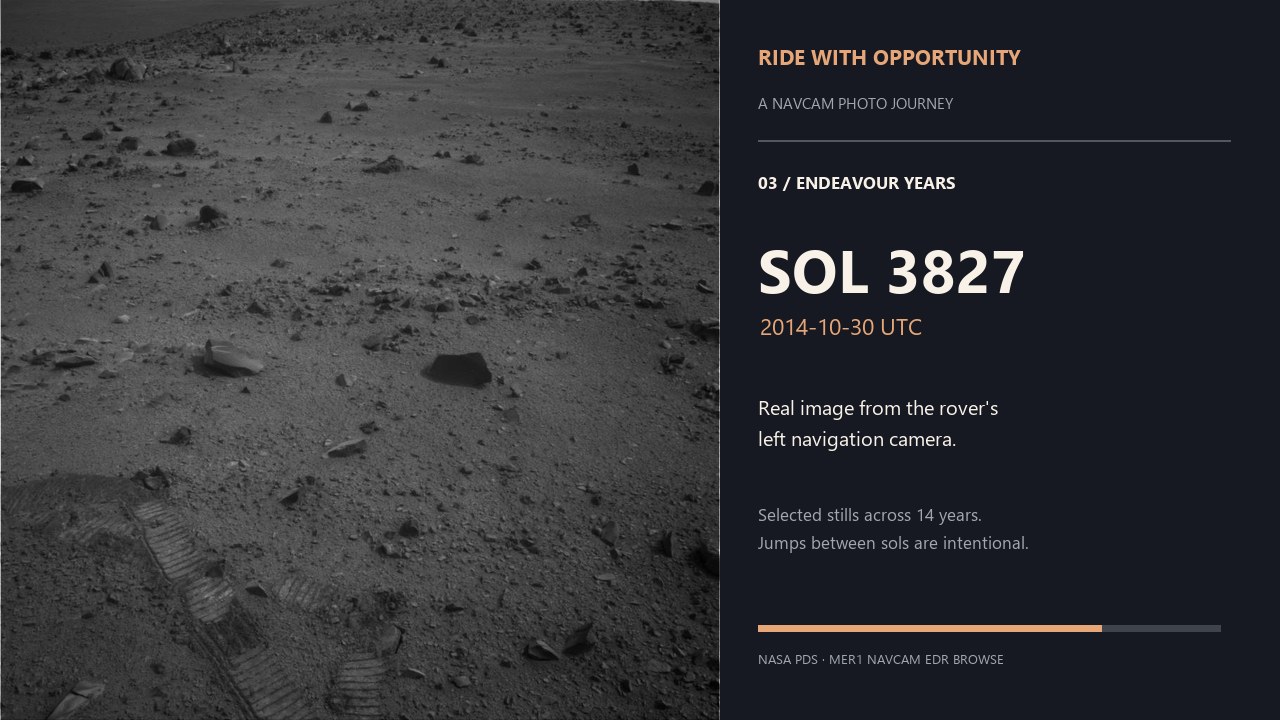 RIDE WITH OPPORTUNITY
A NAVCAM PHOTO JOURNEY
03 / ENDEAVOUR YEARS
SOL 3827
2014-10-30 UTC
Real image from the rover's
left navigation camera.
Selected stills across 14 years.
Jumps between sols are intentional.
NASA PDS · MER1 NAVCAM EDR BROWSE